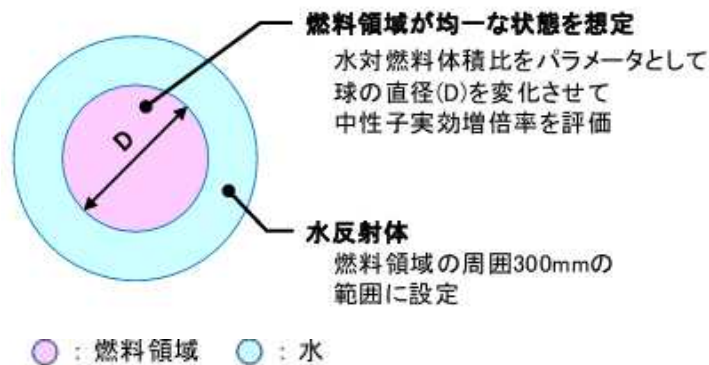 燃料領域が均一な状態を想定
水対燃料体積比をパラメータとして
球の直径(D)を変化させて
中性子実効増倍率を評価
D
水反射体
燃料領域の周囲300mmの
範囲に設定
：燃料領域 ：水